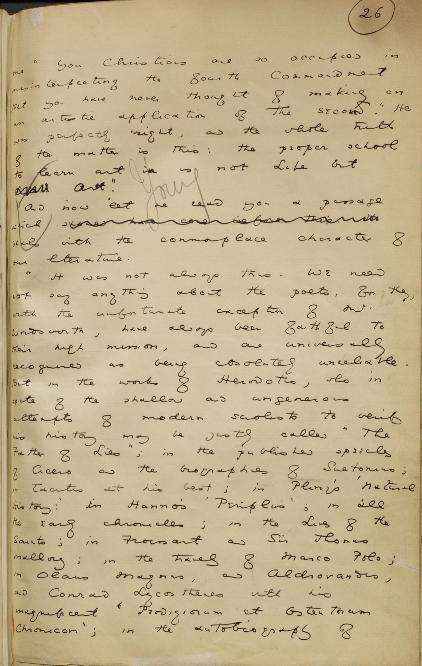 26
me " You Christians are so occupied in
misinterpreting the fourth Commandment
that you have never thought of making an
an artistic application of the second ". He
was perfectly right, and the whole truth
of the matter is this : the proper school
to learn art in is not Life but
Art ".
And now let me read you a passage
which
deals with the commonplace character of
our literature.
" It was not always thus. We need
not say anything about the poets, for they,
with the unfortunate exception of Mr.
Wordsworth, have always been faithful to
their high mission, and are universally
recognised as being absolutely unreliable.
But in the works of Herodotus, who in
spite of the shallow and ungenerous
attempts of modern sciolists to verify
his history may be justly called " The
Father of Lies " ; in the published speeches
of Cicero and the biographies of Suetonius ;
in Tacitus at his best ; in Pliny's ' Natural
History ' in Hanno's ' Periplus ' ; in all
the early chronicles ; in the Lives of the
Saints ; in Froissart and Sir Thomas
Mallory ; in the travels of Marco Polo ;
in Olaus Magnus, and Aldrovandus,
and Conrad Lycosthenes with his
magnificent ' Prodigiorum et Ostentorum
Chronicon ' ; in the autobiography of